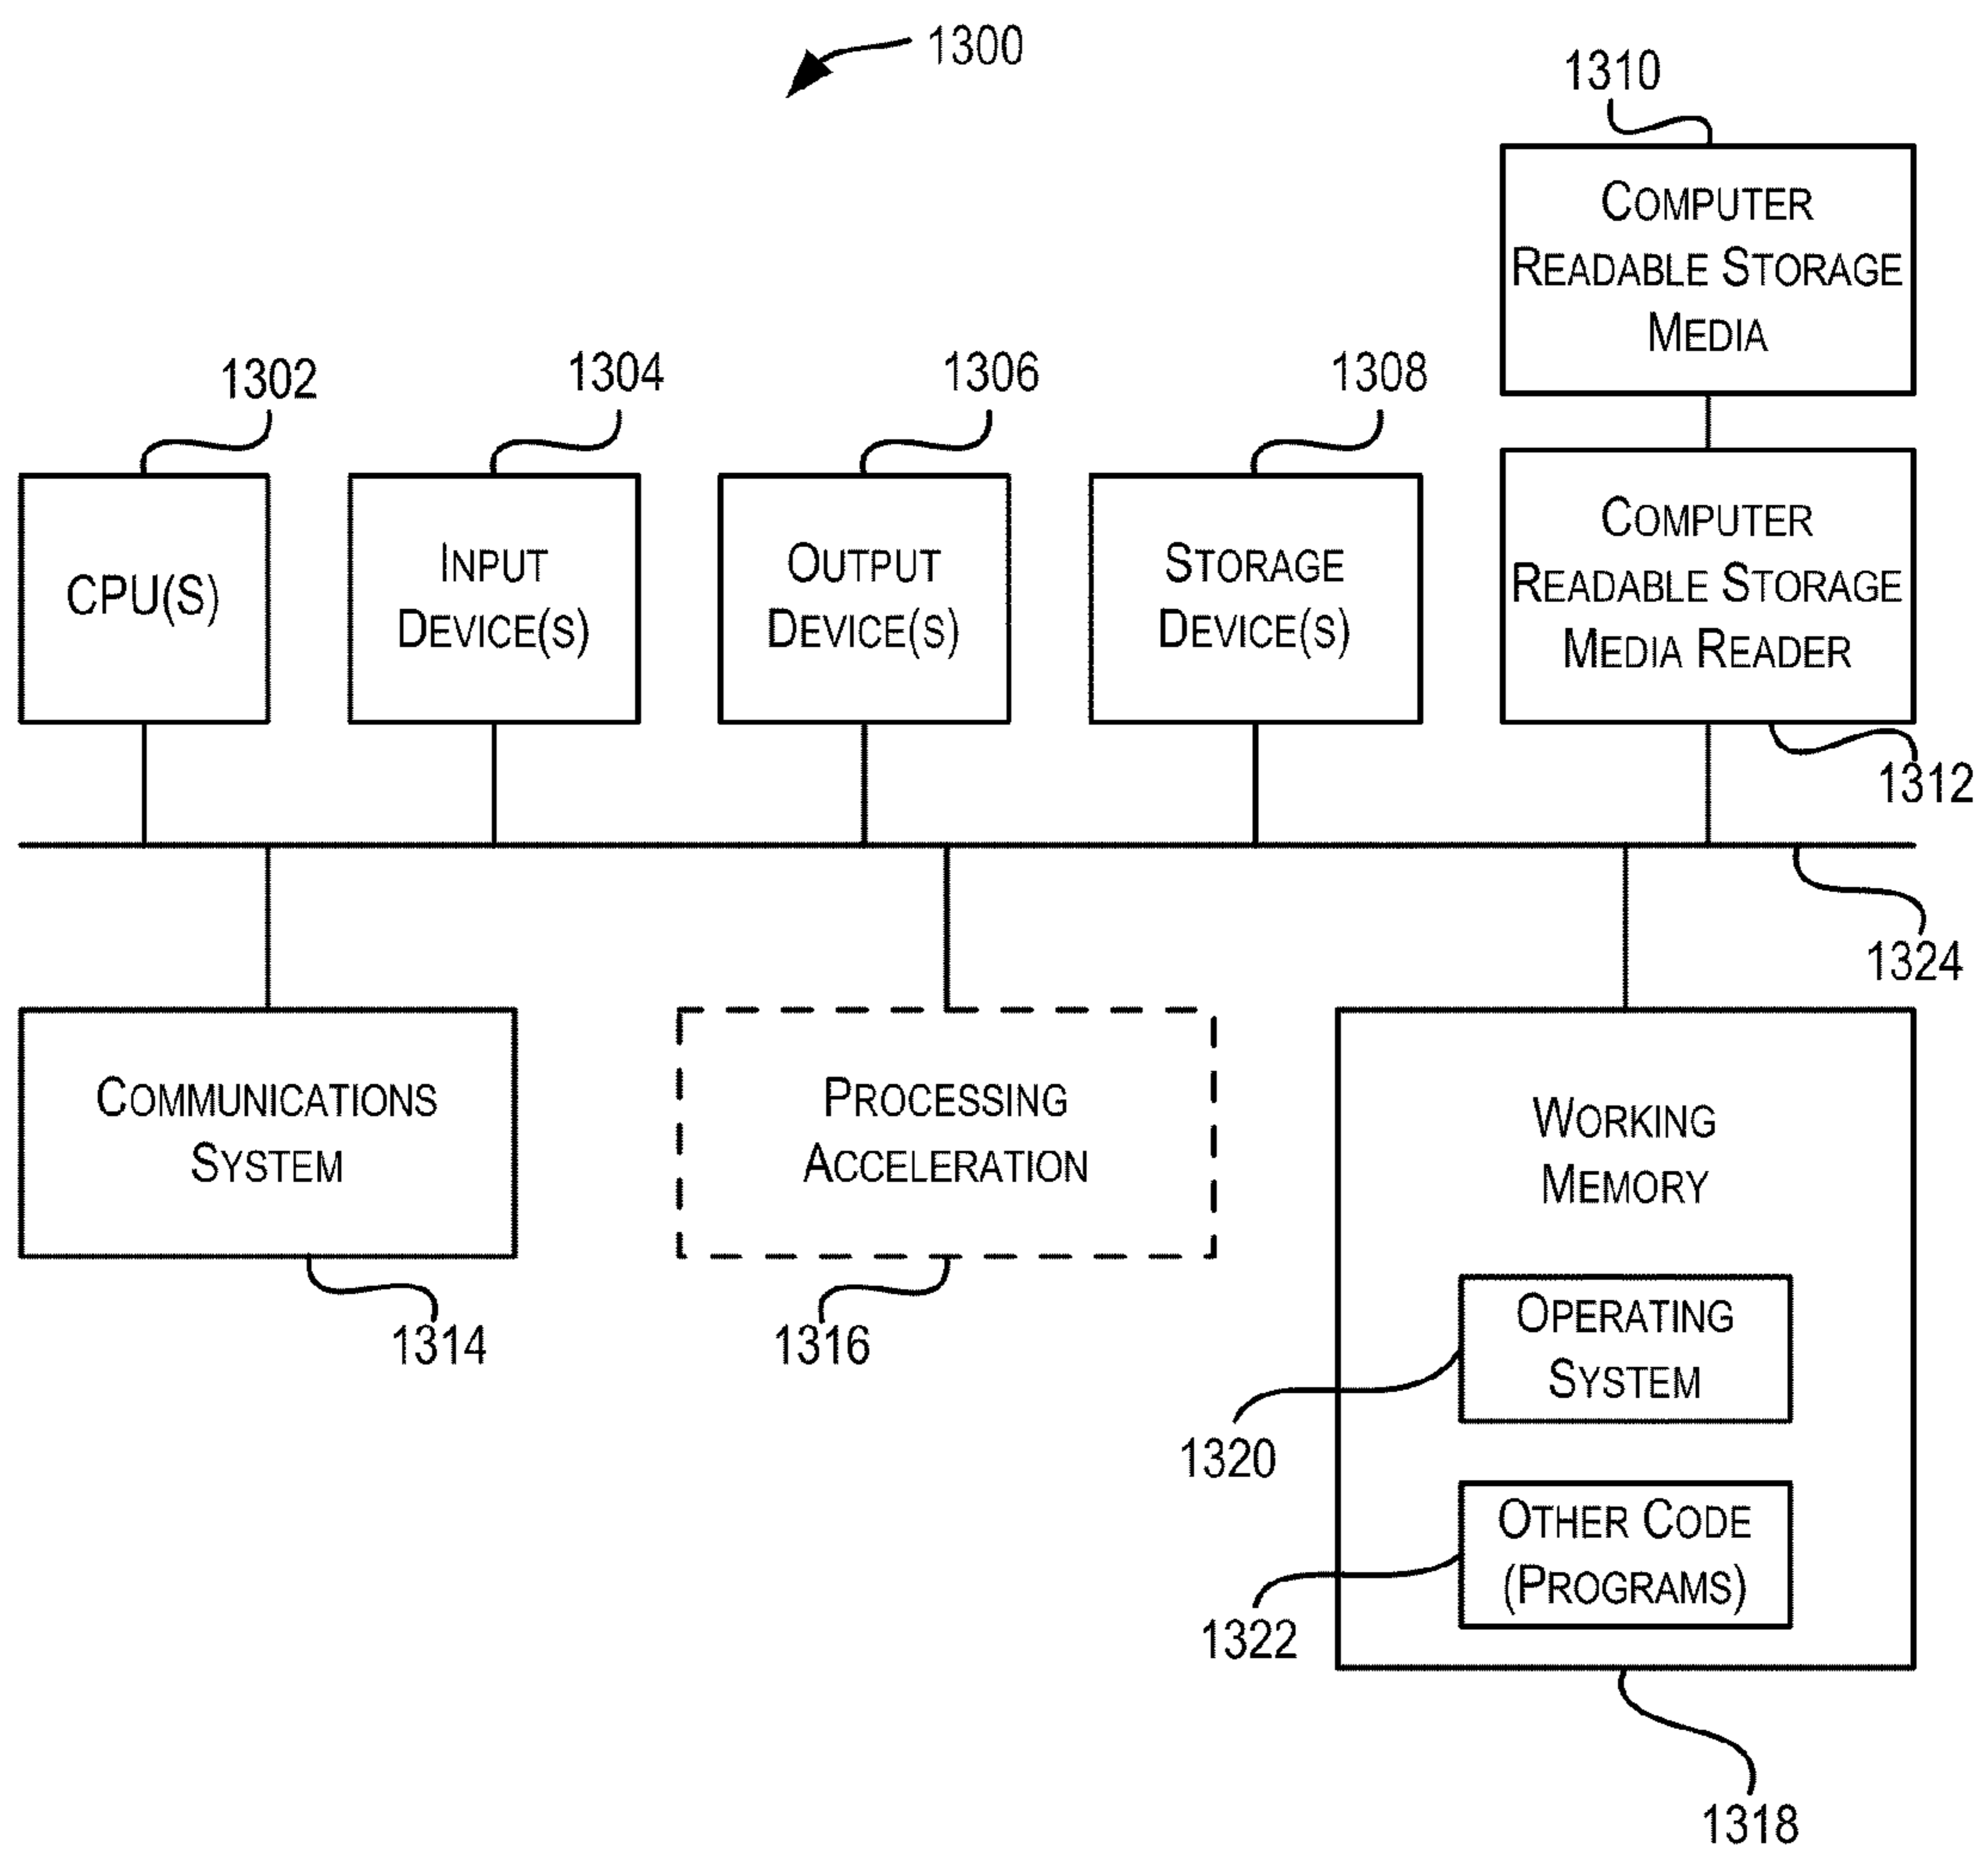 1300
1310
COMPUTER
READABLE STORAGE
MEDIA
1302
1304
1306
1308
CPU(S)
INPUT
DEVICE(S)
OUTPUT
DEVICE(S)
STORAGE
DEVICE(S)
COMPUTER
READABLE STORAGE
MEDIA READER
1312
1324
COMMUNICATIONS
SYSTEM
1314
PROCESSING
ACCELERATION
1316
WORKING
MEMORY
OPERATING
SYSTEM
1320
OTHER CODE
(PROGRAMS)
1322
1318